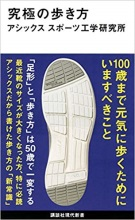 究極の歩き方
アシックス スポーツ工学研究所
100歳まで元気に歩くために
いますべきこと
「足形」と「歩き方」は50歳で一変する
最近靴のサイズが大きくなった方、特に必読
アシックスだから書けた歩き方の「新常識」
講談社現代新書